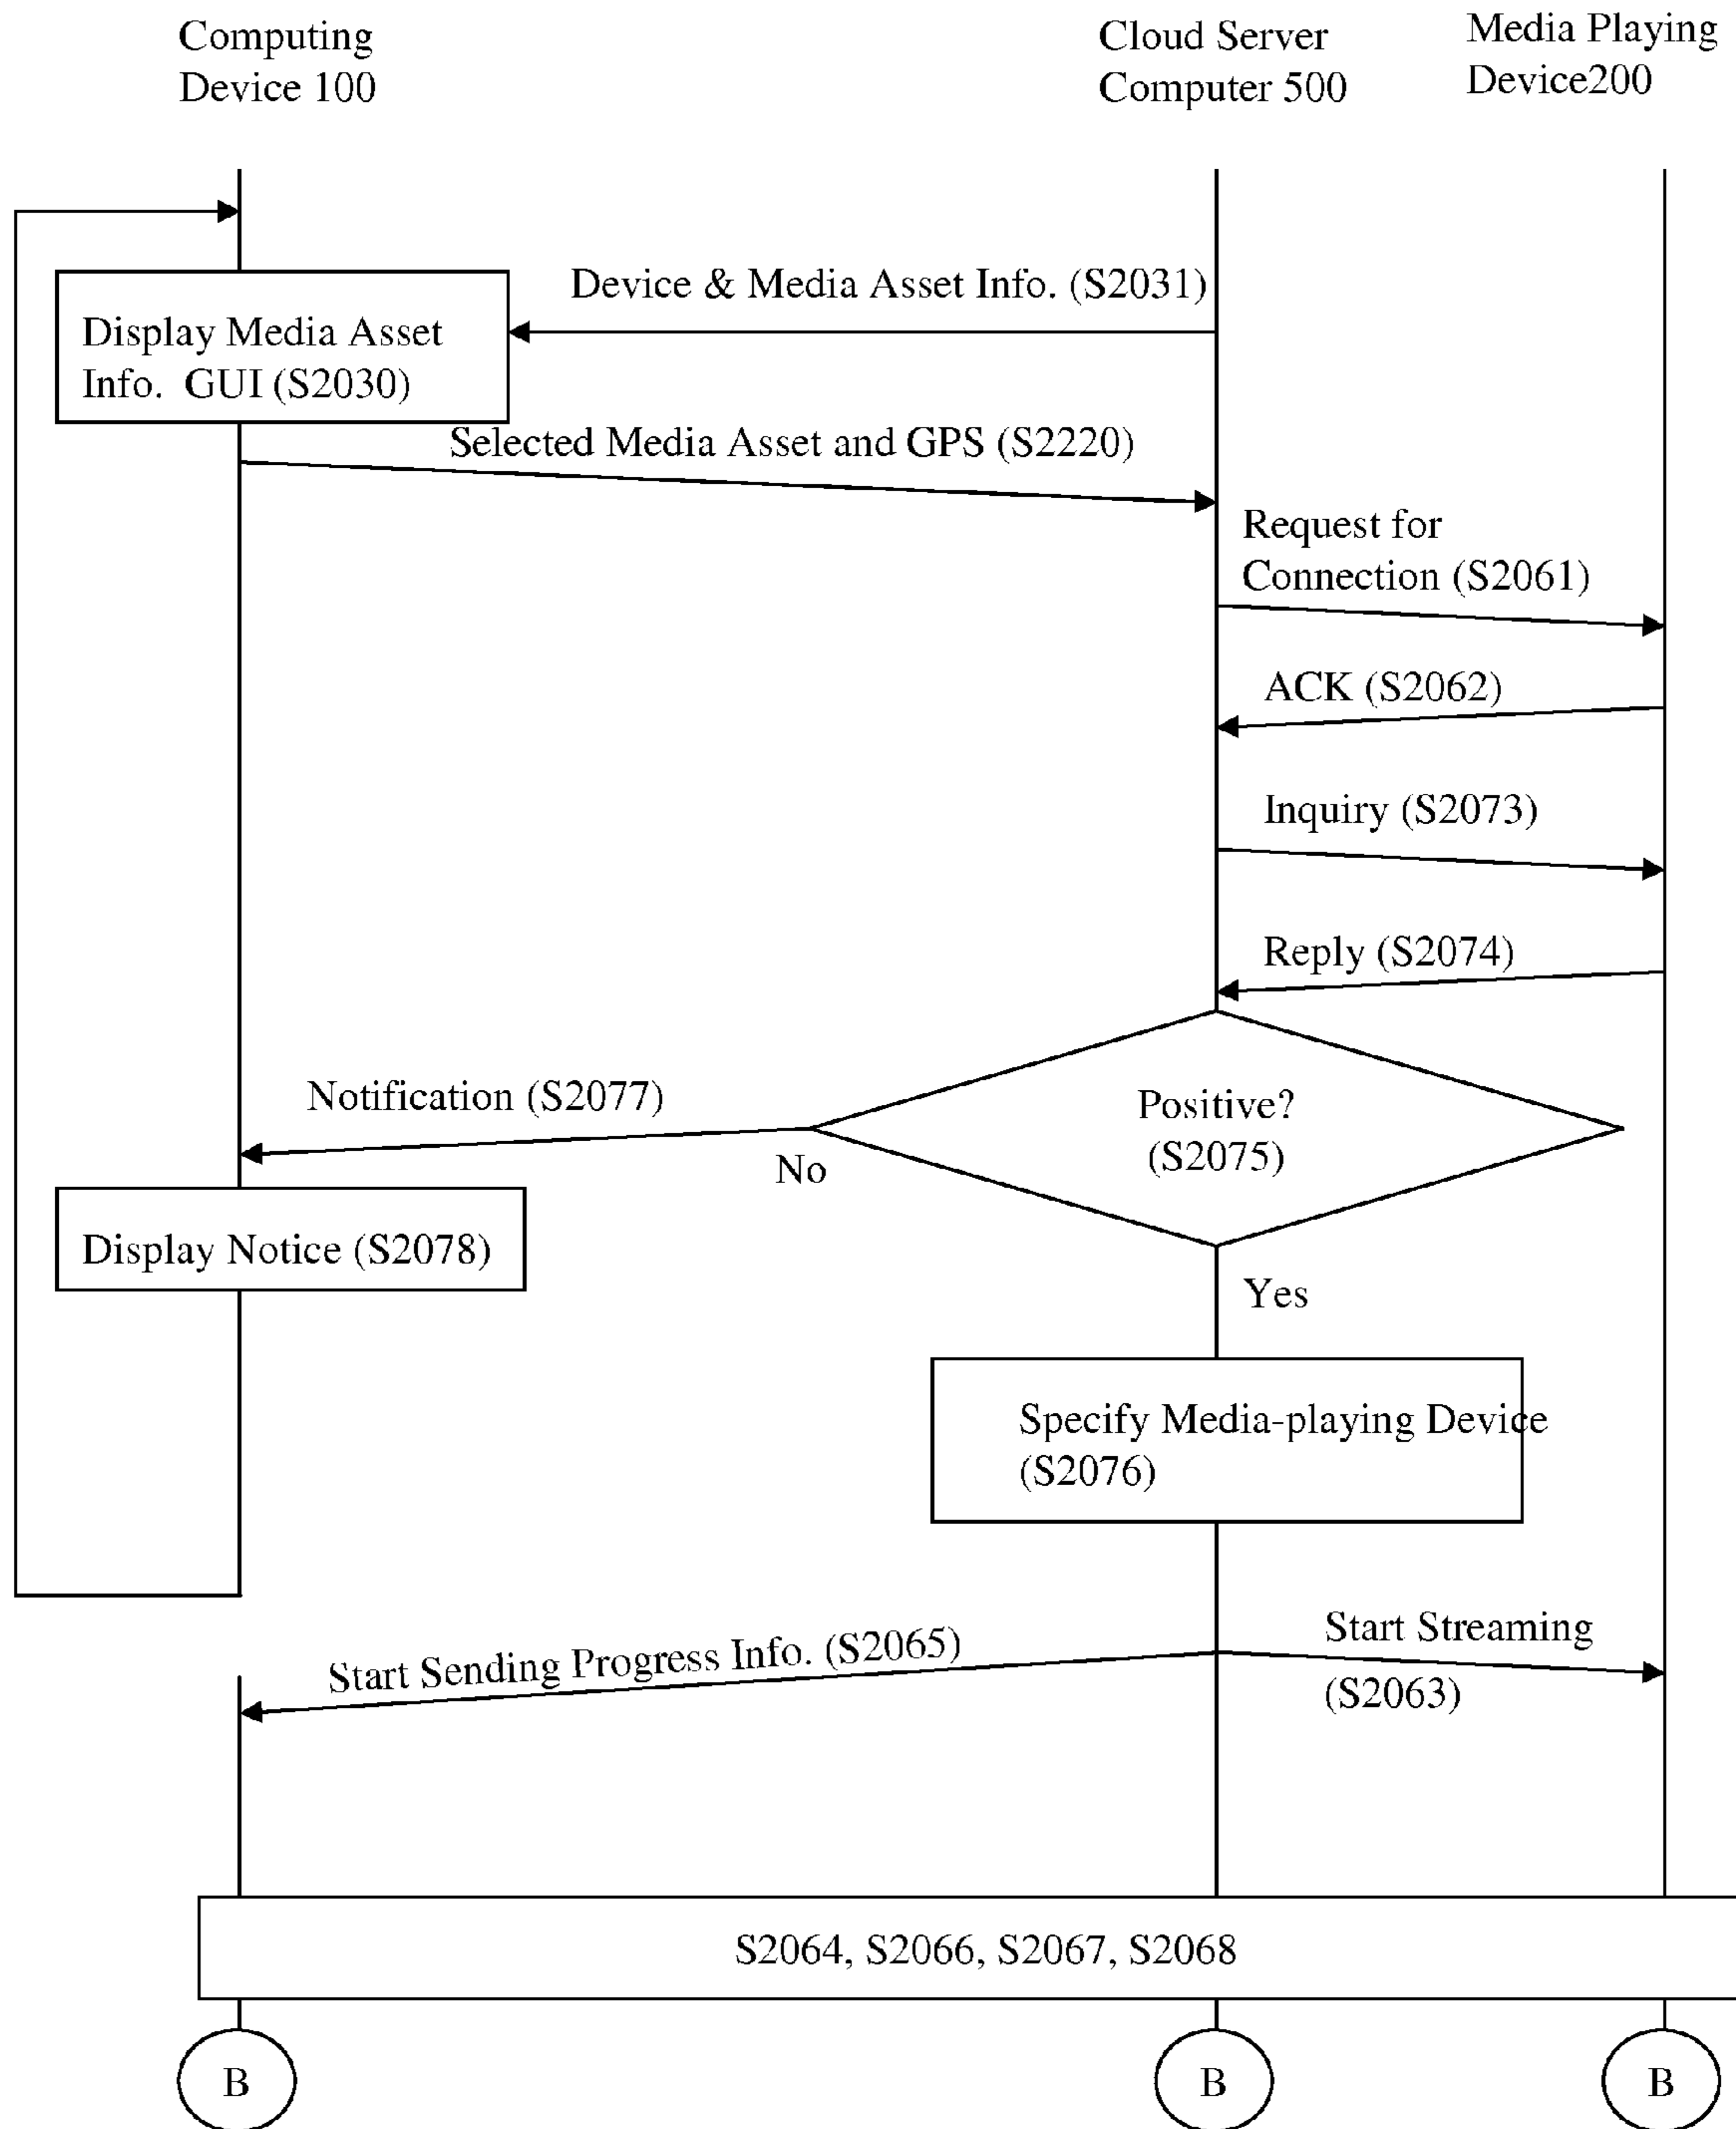 Computing
Device 100
Cloud Server
Computer 500
Media Playing
Device200
Device & Media Asset Info. (S2031)
Display Media Asset
Info. GUI (S2030)
Selected Media Asset and GPS (S2220)
Request for
Connection (S2061)
ACK (S2062)
Inquiry (S2073)
Reply (S2074)
Notification (S2077)
Positive?
(S2075)
No
Display Notice (S2078)
Yes
Specify Media-playing Device
(S2076)
Start Sending Progress Info. (S2065)
Start Streaming
(S2063)
S2064, S2066, S2067, S2068
B
B
B